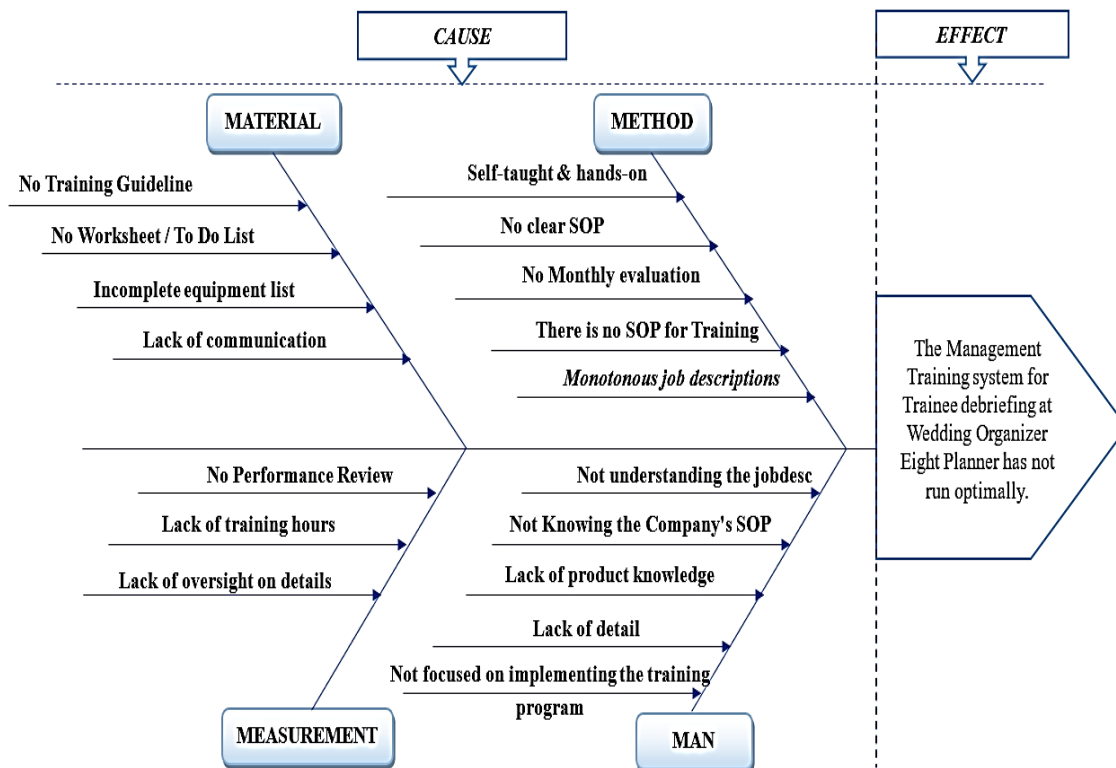 CAUSE
EFFECT
MATERIAL
METHOD
No Training Guideline
No Worksheet / To Do List
Incomplete equipment list
Lack of communication
Self-taught & hands-on
No clear SOP
No Monthly evaluation
There is no SOP for Training
Monotonous job descriptions
No Performance Review
Lack of training hours
Lack of oversight on details
Not understanding the jobdesc
Not Knowing the Company's SOP
Lack of product knowledge
Lack of detail
Not focused on implementing the training
program
MEASUREMENT
MAN
The Management
Training system for
Trainee debriefing at
Wedding Organizer
Eight Planner has not
run optimally.